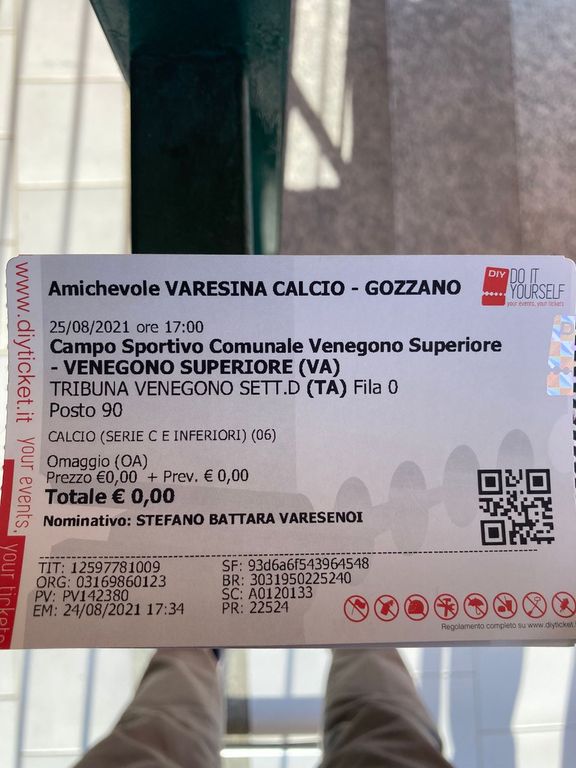 Amichevole VARESINA CALCIO - GOZZANO
DIY DO IT YOURSELF
your events, your tickets
25/08/2021 ore 17:00
Campo Sportivo Comunale Venegono Superiore
- VENEGONO SUPERIORE (VA)
TRIBUNA VENEGONO SETT.D (TA) Fila 0
Posto 90
CALCIO (SERIE C E INFERIORI) (06)
Omaggio (OA)
Prezzo €0,00 + Prev. € 0,00
Totale € 0,00
Nominativo: STEFANO BATTARA VARESENOI
TIT: 12597781009
ORG: 03169860123
PV: PV142380
EM: 24/08/2021 17:34
SF: 93d6a6f543964548
BR: 3031950225240
SC: A0120133
PR: 22524
Regolamento completo su www.diyticket.
www.diyticket.it your events, your tickets